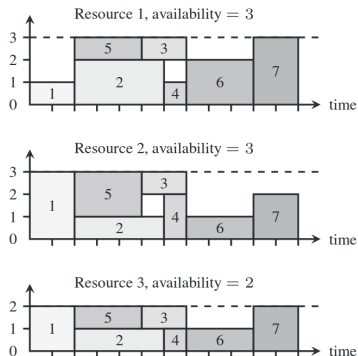 Resource 1, availability = 3
3
5 3
2
2 7
1 6
1 4
0
time
Resource 2, availability = 3
3
3
2 5
1
1 4 7
2 6
0
time
Resource 3, availability = 2
2
5 3
1 1 7
2 4 6
0
time